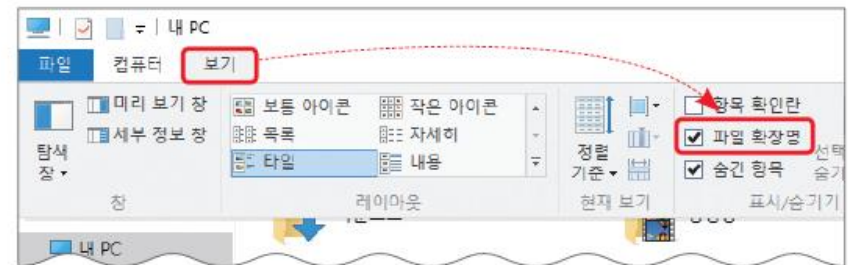 내 PC
파일 컴퓨터 보기
미리 보기 창 보통 아이콘 작은 아이콘 항목 확인란
세부 정보 창 목록 자세히 파일 확장명
탐색 창 타일 내용 정렬 기준 숨긴 항목 선택
창 레이아웃 현재 보기 표시/숨기기
내 PC